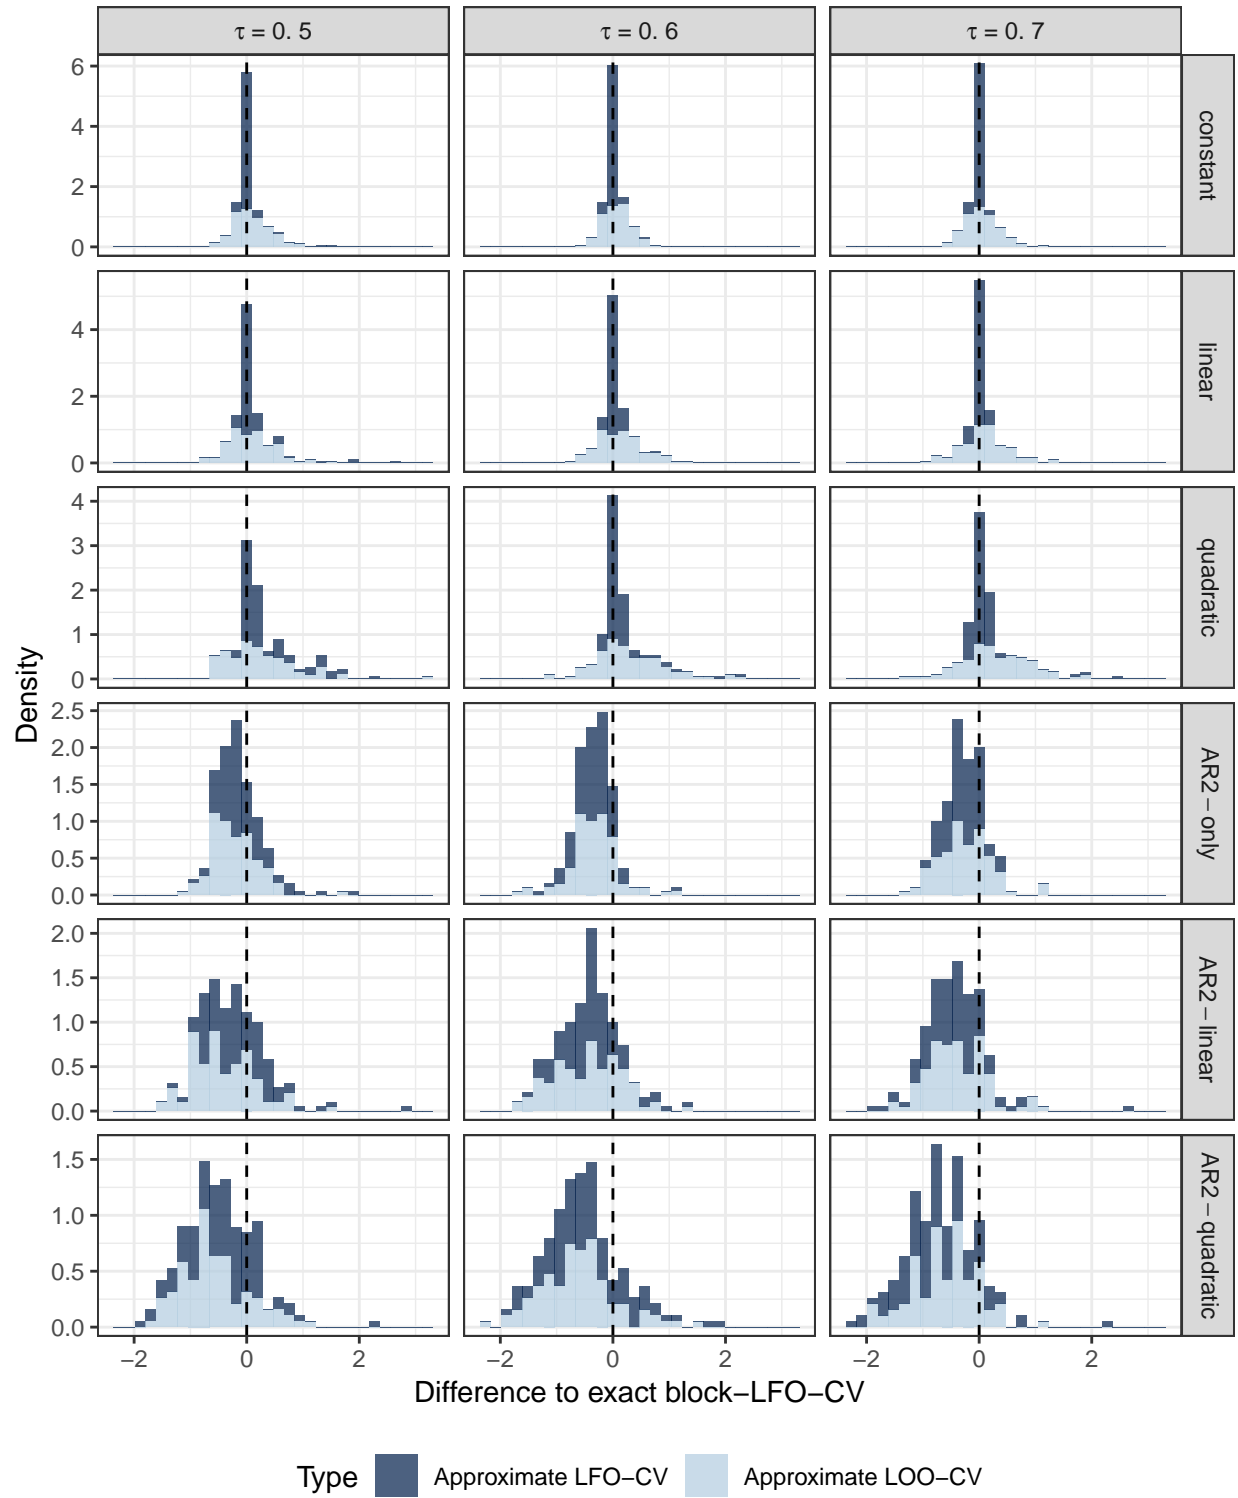 τ = 0. 5
τ = 0. 6
τ = 0. 7
6
4
2
0
constant
4
2
0
linear
4
3
2
1
0
quadratic
2.5
2.0
1.5
1.0
0.5
0.0
AR2−only
2.0
1.5
1.0
0.5
0.0
AR2−linear
1.5
1.0
0.5
0.0
AR2−quadratic
Density
−2 0 2
−2 0 2
−2 0 2
Difference to exact block−LFO−CV
Type Approximate LFO−CV Approximate LOO−CV